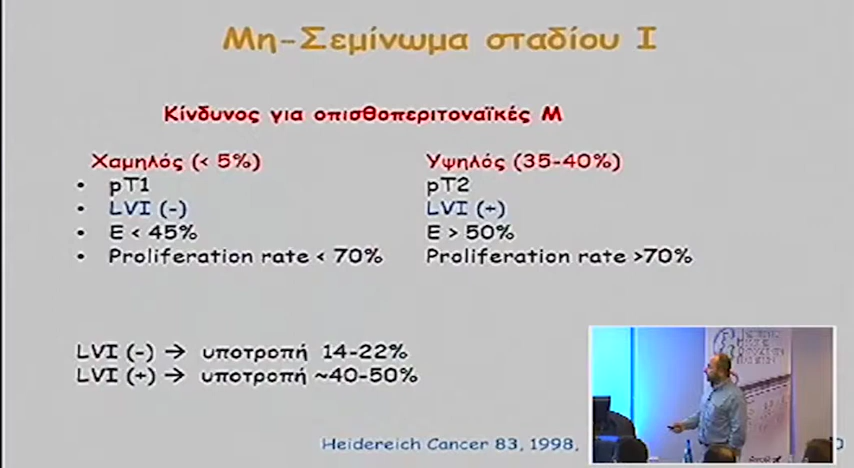 Μη-Σεμίνωμα σταδίου Ι
Κίνδυνος για οπισθοπεριτοναϊκές Μ
Χαμηλός (< 5%)
• pT1
• LVI (-)
• E < 45%
• Proliferation rate < 70%
Υψηλός (35-40%)
pT2
LVI (+)
E > 50%
Proliferation rate >70%
LVI (-) → υποτροπή 14-22%
LVI (+) → υποτροπή ~40-50%
Heidereich Cancer 83, 1998,